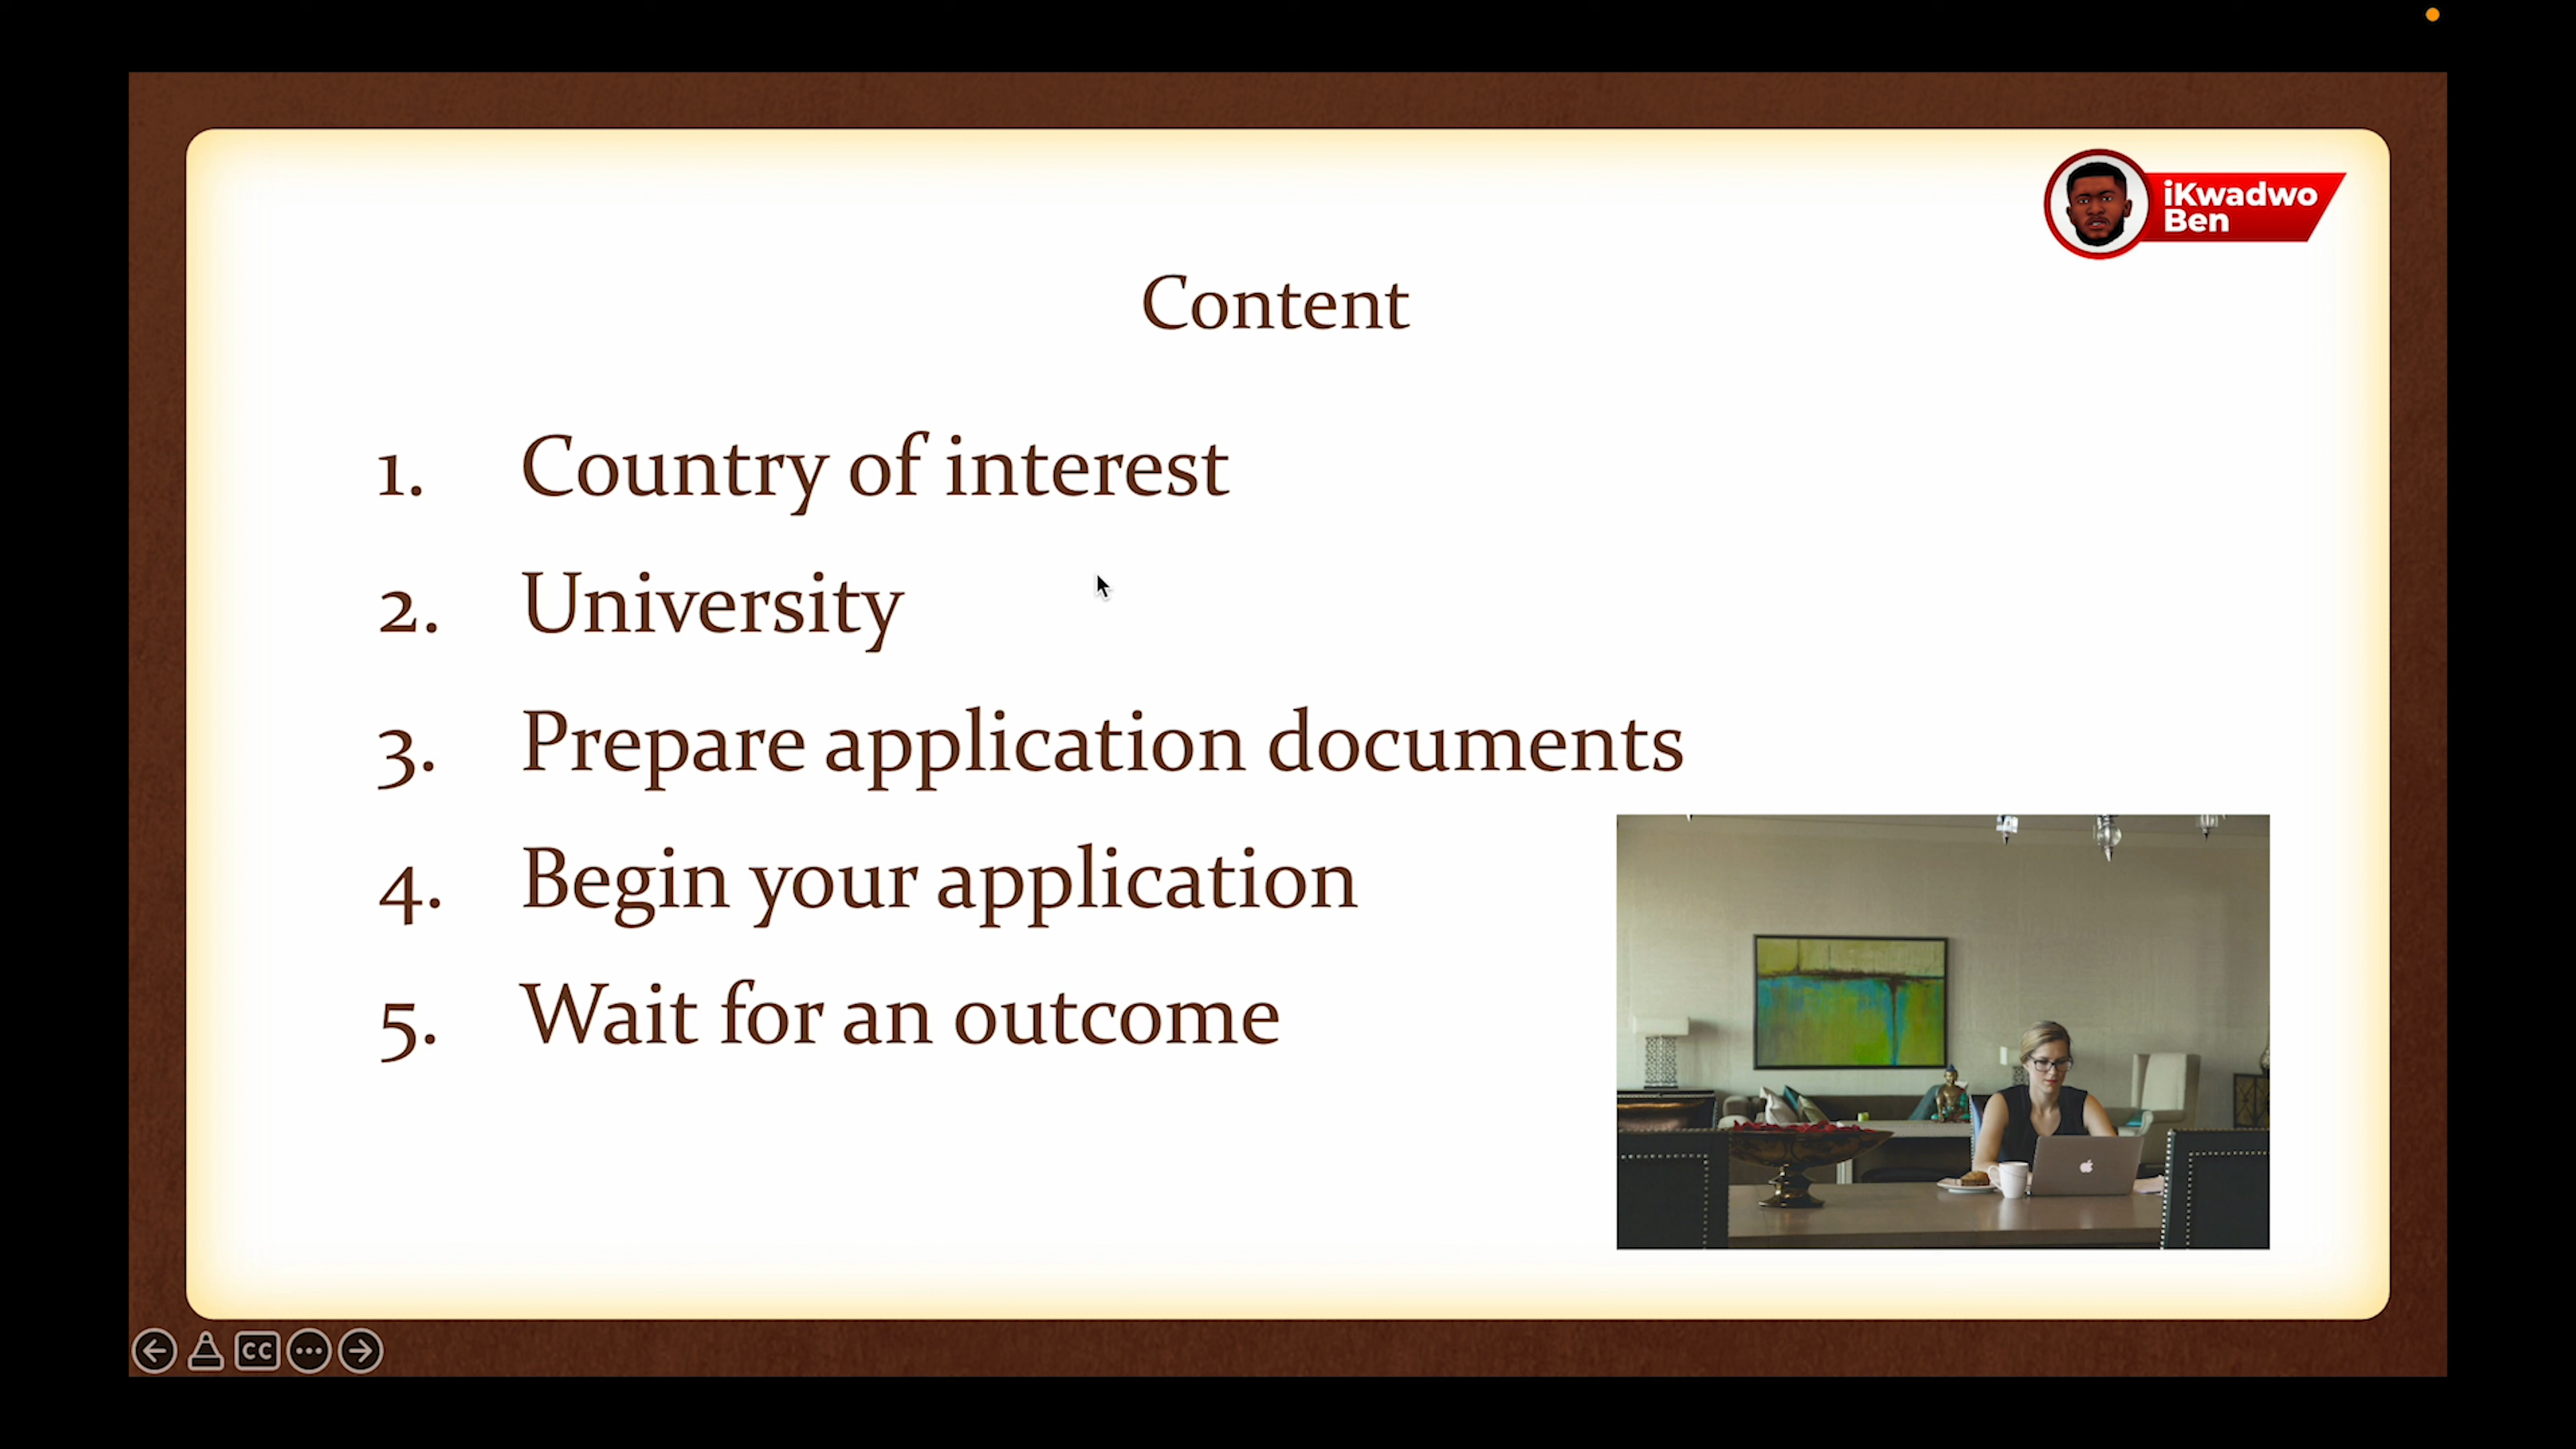 iKwadwo
Ben
Content
1. Country of interest
2. University
3. Prepare application documents
4. Begin your application
5. Wait for an outcome
CC